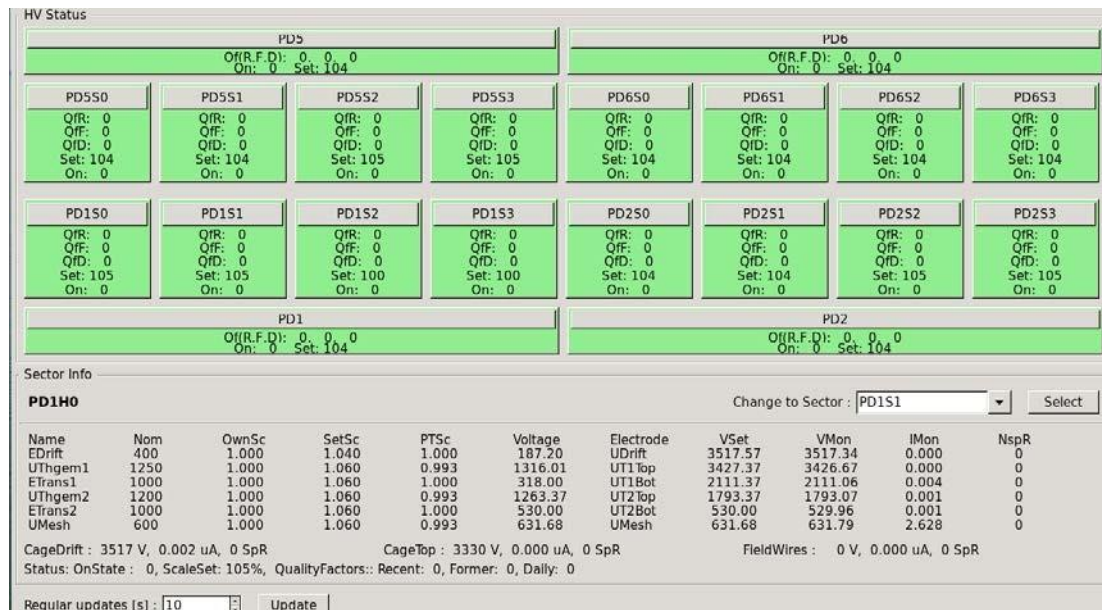 HV Status
PD5 PD6
Of(R.F.D): 0. 0. 0 Of(R.F.D): 0. 0. 0
On: 0 Set: 104 On: 0 Set: 104
PD5S0 PD5S1 PD5S2 PD5S3 PD6S0 PD6S1 PD6S2 PD6S3
QfR: 0 QfR: 0 QfR: 0 QfR: 0 QfR: 0 QfR: 0 QfR: 0 QfR: 0
QfF: 0 QfF: 0 QfF: 0 QfF: 0 QfF: 0 QfF: 0 QfF: 0 QfF: 0
QfD: 0 QfD: 0 QfD: 0 QfD: 0 QfD: 0 QfD: 0 QfD: 0 QfD: 0
Set: 104 Set: 104 Set: 105 Set: 105 Set: 104 Set: 104 Set: 104 Set: 104
On: 0 On: 0 On: 0 On: 0 On: 0 On: 0 On: 0 On: 0
PD1S0 PD1S1 PD1S2 PD1S3 PD2S0 PD2S1 PD2S2 PD2S3
QfR: 0 QfR: 0 QfR: 0 QfR: 0 QfR: 0 QfR: 0 QfR: 0 QfR: 0
QfF: 0 QfF: 0 QfF: 0 QfF: 0 QfF: 0 QfF: 0 QfF: 0 QfF: 0
QfD: 0 QfD: 0 QfD: 0 QfD: 0 QfD: 0 QfD: 0 QfD: 0 QfD: 0
Set: 105 Set: 105 Set: 100 Set: 100 Set: 104 Set: 104 Set: 105 Set: 105
On: 0 On: 0 On: 0 On: 0 On: 0 On: 0 On: 0 On: 0
PD1 PD2
Of(R.F.D): 0. 0. 0 Of(R.F.D): 0. 0. 0
On: 0 Set: 104 On: 0 Set: 104
Sector Info
PD1H0 Change to Sector : PD1S1 Select
Name Nom OwnSc SetSc PTSc Voltage Electrode VSet VMon IMon NspR
EDrift 400 1.000 1.040 1.000 187.20 UDrift 3517.57 3517.34 0.000 0
UThgem1 1250 1.000 1.060 0.993 1316.01 UT1Top 3427.37 3426.67 0.000 0
ETrans1 1000 1.000 1.060 1.000 318.00 UT1Bot 2111.37 2111.06 0.004 0
UThgem2 1200 1.000 1.060 0.993 1263.37 UT2Top 1793.37 1793.07 0.001 0
ETrans2 1000 1.000 1.060 1.000 530.00 UT2Bot 530.00 529.96 0.001 0
UMesh 600 1.000 1.060 0.993 631.68 UMesh 631.68 631.79 2.628 0
CageDrift : 3517 V, 0.002 uA, 0 SpR CageTop : 3330 V, 0.000 uA, 0 SpR FieldWires : 0 V, 0.000 uA, 0 SpR
Status: OnState : 0, ScaleSet: 105%, QualityFactors:: Recent: 0, Former: 0, Daily: 0
Regular updates [s] : 10 Update